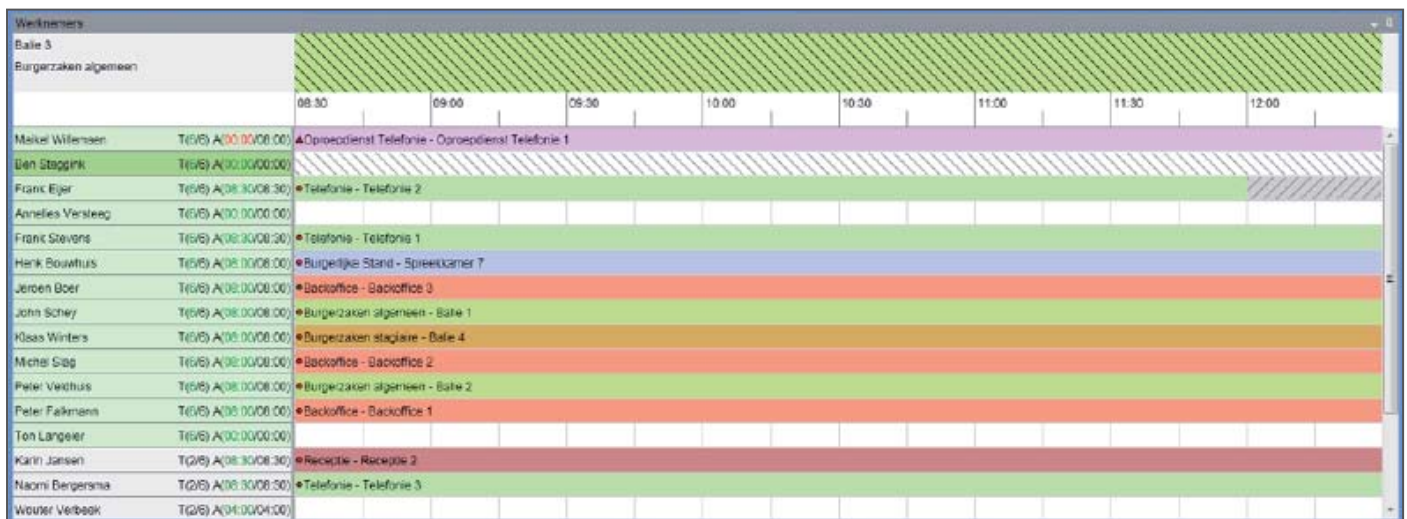 Werknemers
Balie 3
Burgerzaken algemeen
08:30 09:00 09:30 10:00 10:30 11:00 11:30 12:00
Maikel Willemsen T(6/6) A(00:00/08:00) Oproepdienst Telefonie - Oproepdienst Telefonie 1
Ben Steggink T(6/6) A(00:00/00:00)
Frank Eijer T(6/6) A(08:30/08:30) Telefonie - Telefonie 2
Annelies Versteeg T(6/6) A(00:00/00:00)
Frank Stevens T(6/6) A(08:30/08:30) Telefonie - Telefonie 1
Henk Bouwhuis T(6/6) A(08:00/08:00) Burgerlijke Stand - Spreekkamer 7
Jeroen Boer T(6/6) A(08:00/08:00) Backoffice - Backoffice 3
John Schey T(6/6) A(08:00/08:00) Burgerzaken algemeen - Balie 1
Klaas Winters T(6/6) A(08:00/08:00) Burgerzaken stagiaire - Balie 4
Michel Slag T(6/6) A(08:00/08:00) Backoffice - Backoffice 2
Peter Veldhuis T(6/6) A(08:00/08:00) Burgerzaken algemeen - Balie 2
Peter Falkmann T(6/6) A(08:00/08:00) Backoffice - Backoffice 1
Ton Langeler T(6/6) A(00:00/00:00)
Karin Jansen T(2/6) A(08:30/08:30) Receptie - Receptie 2
Naomi Bergersma T(2/6) A(08:30/08:30) Telefonie - Telefonie 3
Wouter Verbeek T(2/6) A(04:00/04:00)